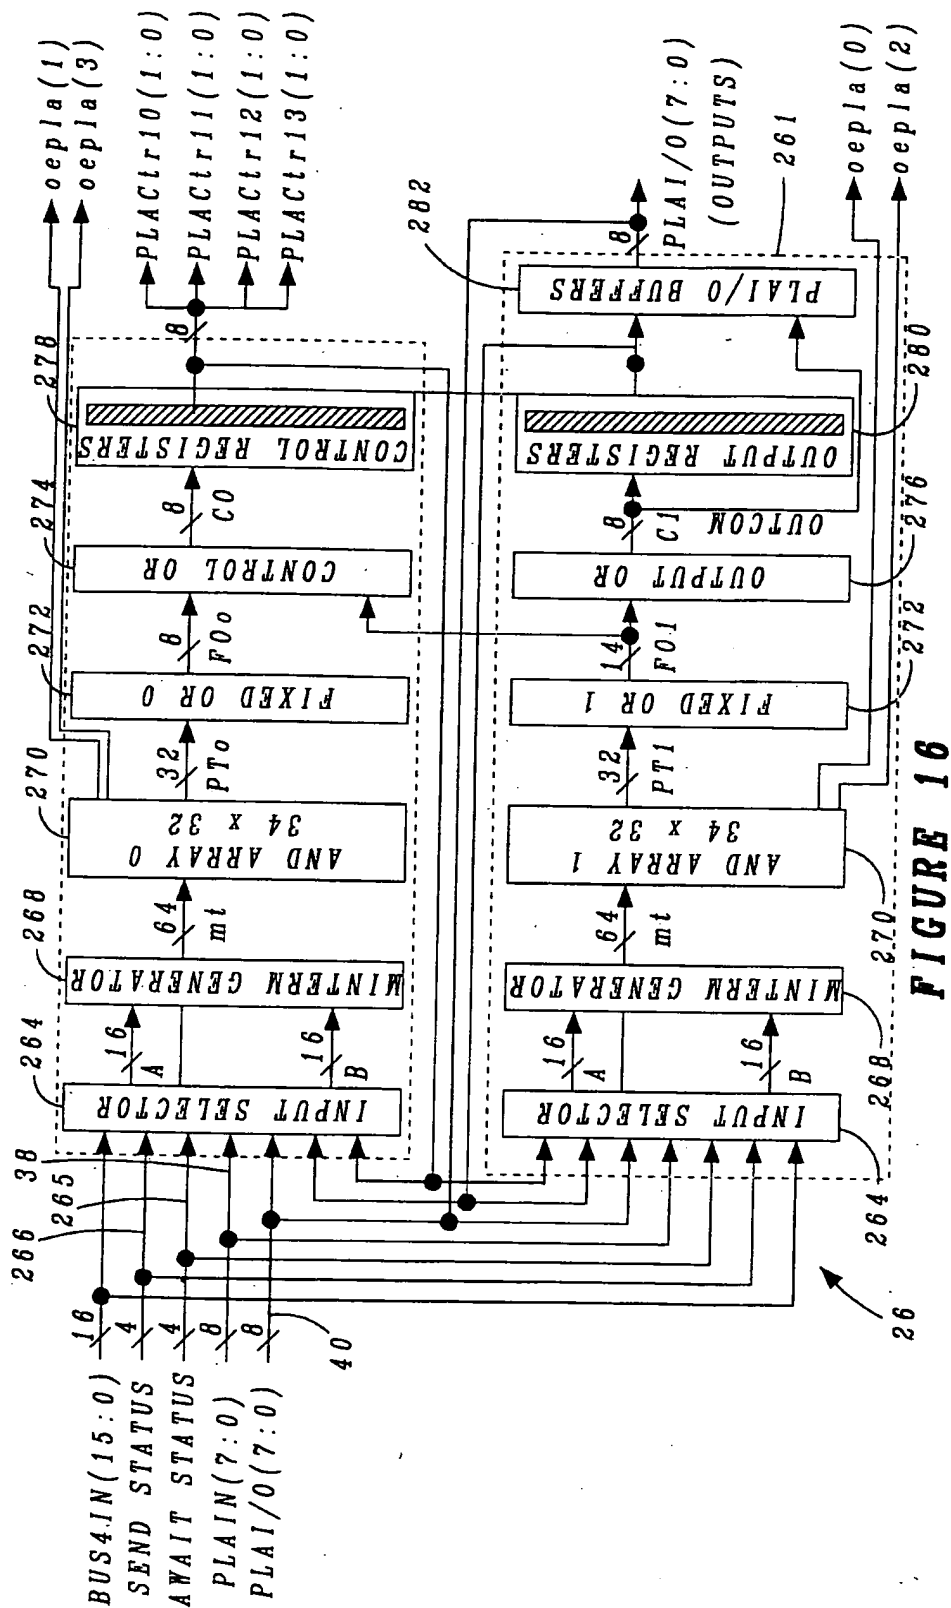 BUS4IN(15:0)
SEND STATUS
AWAIT STATUS
PLAIN(7:0)
PLAI/O(7:0)
16
4
4
8
8
266
265
38
40
264
INPUT SELECTOR
16
A
16
B
268
MINTERM GENERATOR
64
mt
270
AND ARRAY 0
34 x 32
32
PTo
272
FIXED OR 0
8
FOo
274
CONTROL OR
8
CO
278
CONTROL REGISTERS
8
oepla(1)
oepla(3)
PLACtr10(1:0)
PLACtr11(1:0)
PLACtr12(1:0)
PLACtr13(1:0)
INPUT SELECTOR
264
16
A
16
B
MINTERM GENERATOR
268
64
mt
AND ARRAY
1
34 x 32
270
32
PT1
FIXED OR 1
272
14
FO1
OUTPUT OR
276
8
C1
OUTCOM
OUTPUT REGISTERS
280
PLAI/O BUFFERS
282
8
PLAI/O(7:0)
(OUTPUTS)
261
oepla(0)
oepla(2)
26
FIGURE 16